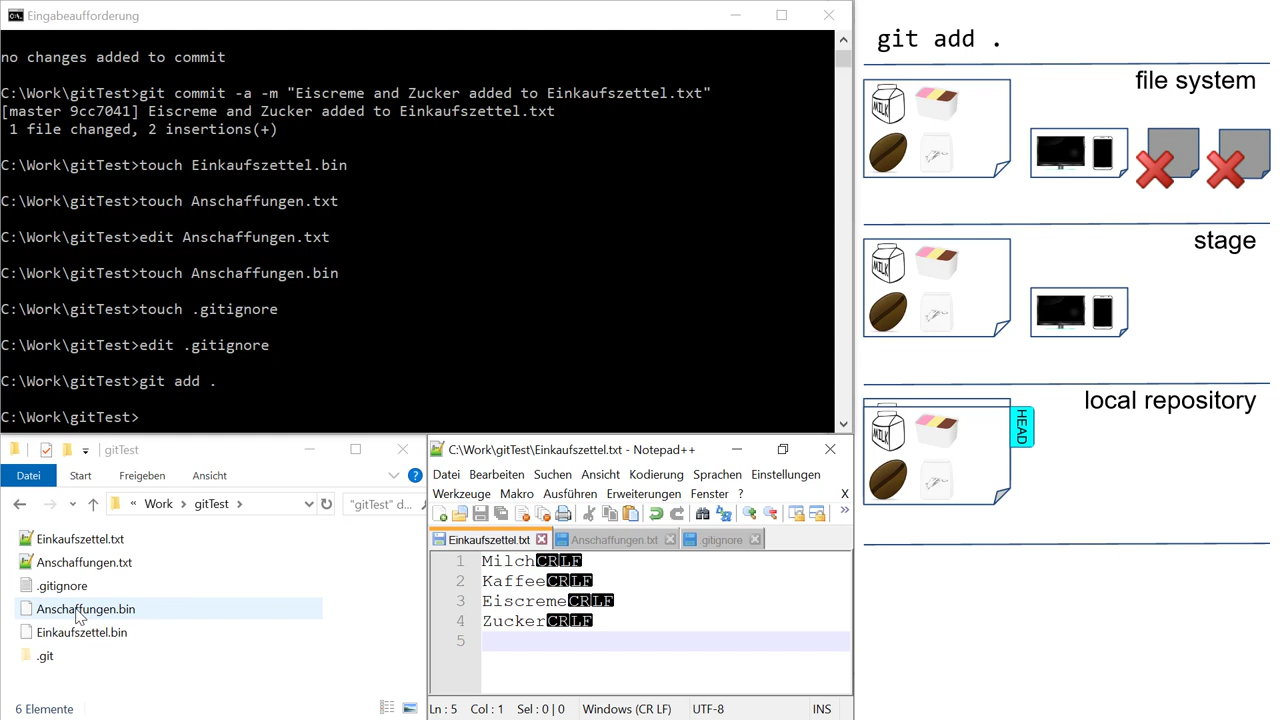 Eingabeaufforderung
no changes added to commit
C:\Work\gitTest>git commit -a -m "Eiscreme and Zucker added to Einkaufszettel.txt"
[master 9cc7041] Eiscreme and Zucker added to Einkaufszettel.txt
1 file changed, 2 insertions(+)
C:\Work\gitTest>touch Einkaufszettel.bin
C:\Work\gitTest>touch Anschaffungen.txt
C:\Work\gitTest>edit Anschaffungen.txt
C:\Work\gitTest>touch Anschaffungen.bin
C:\Work\gitTest>touch .gitignore
C:\Work\gitTest>edit .gitignore
C:\Work\gitTest>git add .
C:\Work\gitTest>
gitTest
Datei Start Freigeben Ansicht
« Work > gitTest > "gitTest" d...
Einkaufszettel.txt
Anschaffungen.txt
.gitignore
Anschaffungen.bin
Einkaufszettel.bin
.git
6 Elemente
C:\Work\gitTest\Einkaufszettel.txt - Notepad++
Datei Bearbeiten Suchen Ansicht Kodierung Sprachen Einstellungen
Werkzeuge Makro Ausführen Erweiterungen Fenster ? X
Einkaufszettel.txt Anschaffungen.txt gitignore
1 MilchCRLF
2 KaffeeCRLF
3 EiscremeCRLF
4 ZuckerCRLF
5
Ln : 5 Col : 1 Sel : 0 | 0 Windows (CR LF) UTF-8 INS
git add .
file system
MILK
stage
MILK
local repository
MILK
HEAD